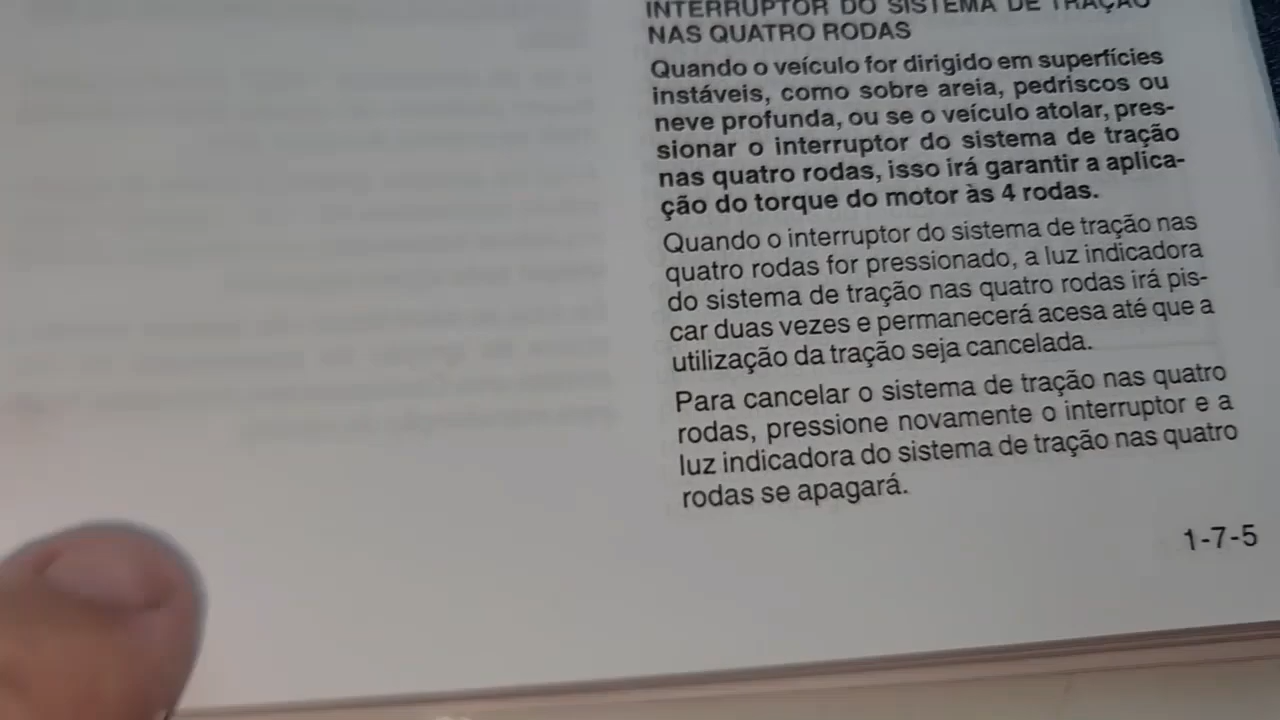 INTERRUPTOR DO SISTEMA DE TRAÇÃO
NAS QUATRO RODAS
Quando o veículo for dirigido em superfícies
instáveis, como sobre areia, pedriscos ou
neve profunda, ou se o veículo atolar, pres-
sionar o interruptor do sistema de tração
nas quatro rodas, isso irá garantir a aplica-
ção do torque do motor às 4 rodas.
Quando o interruptor do sistema de tração nas
quatro rodas for pressionado, a luz indicadora
do sistema de tração nas quatro rodas irá pis-
car duas vezes e permanecerá acesa até que a
utilização da tração seja cancelada.
Para cancelar o sistema de tração nas quatro
rodas, pressione novamente o interruptor e a
luz indicadora do sistema de tração nas quatro
rodas se apagará.
1-7-5